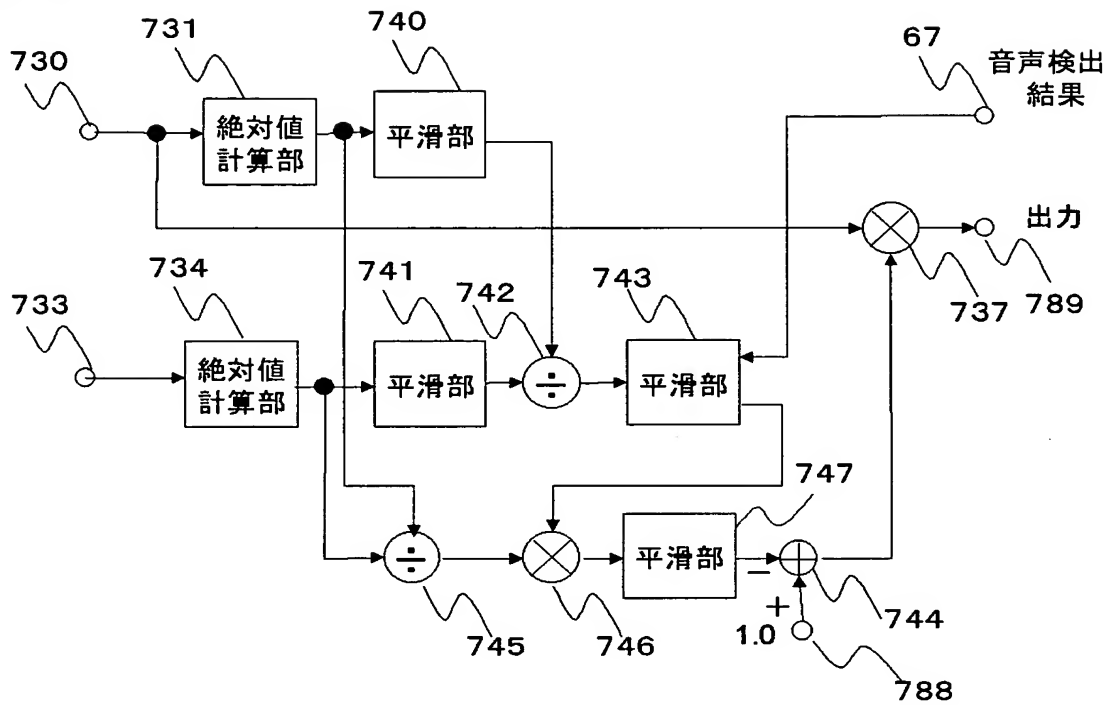 730
731
740
67
音声検出
結果
絶対値
計算部
平滑部
出力
737
789
733
734
741
742
743
絶対値
計算部
平滑部
÷
平滑部
747
÷
平滑部
−
+
1.0
744
745
746
788